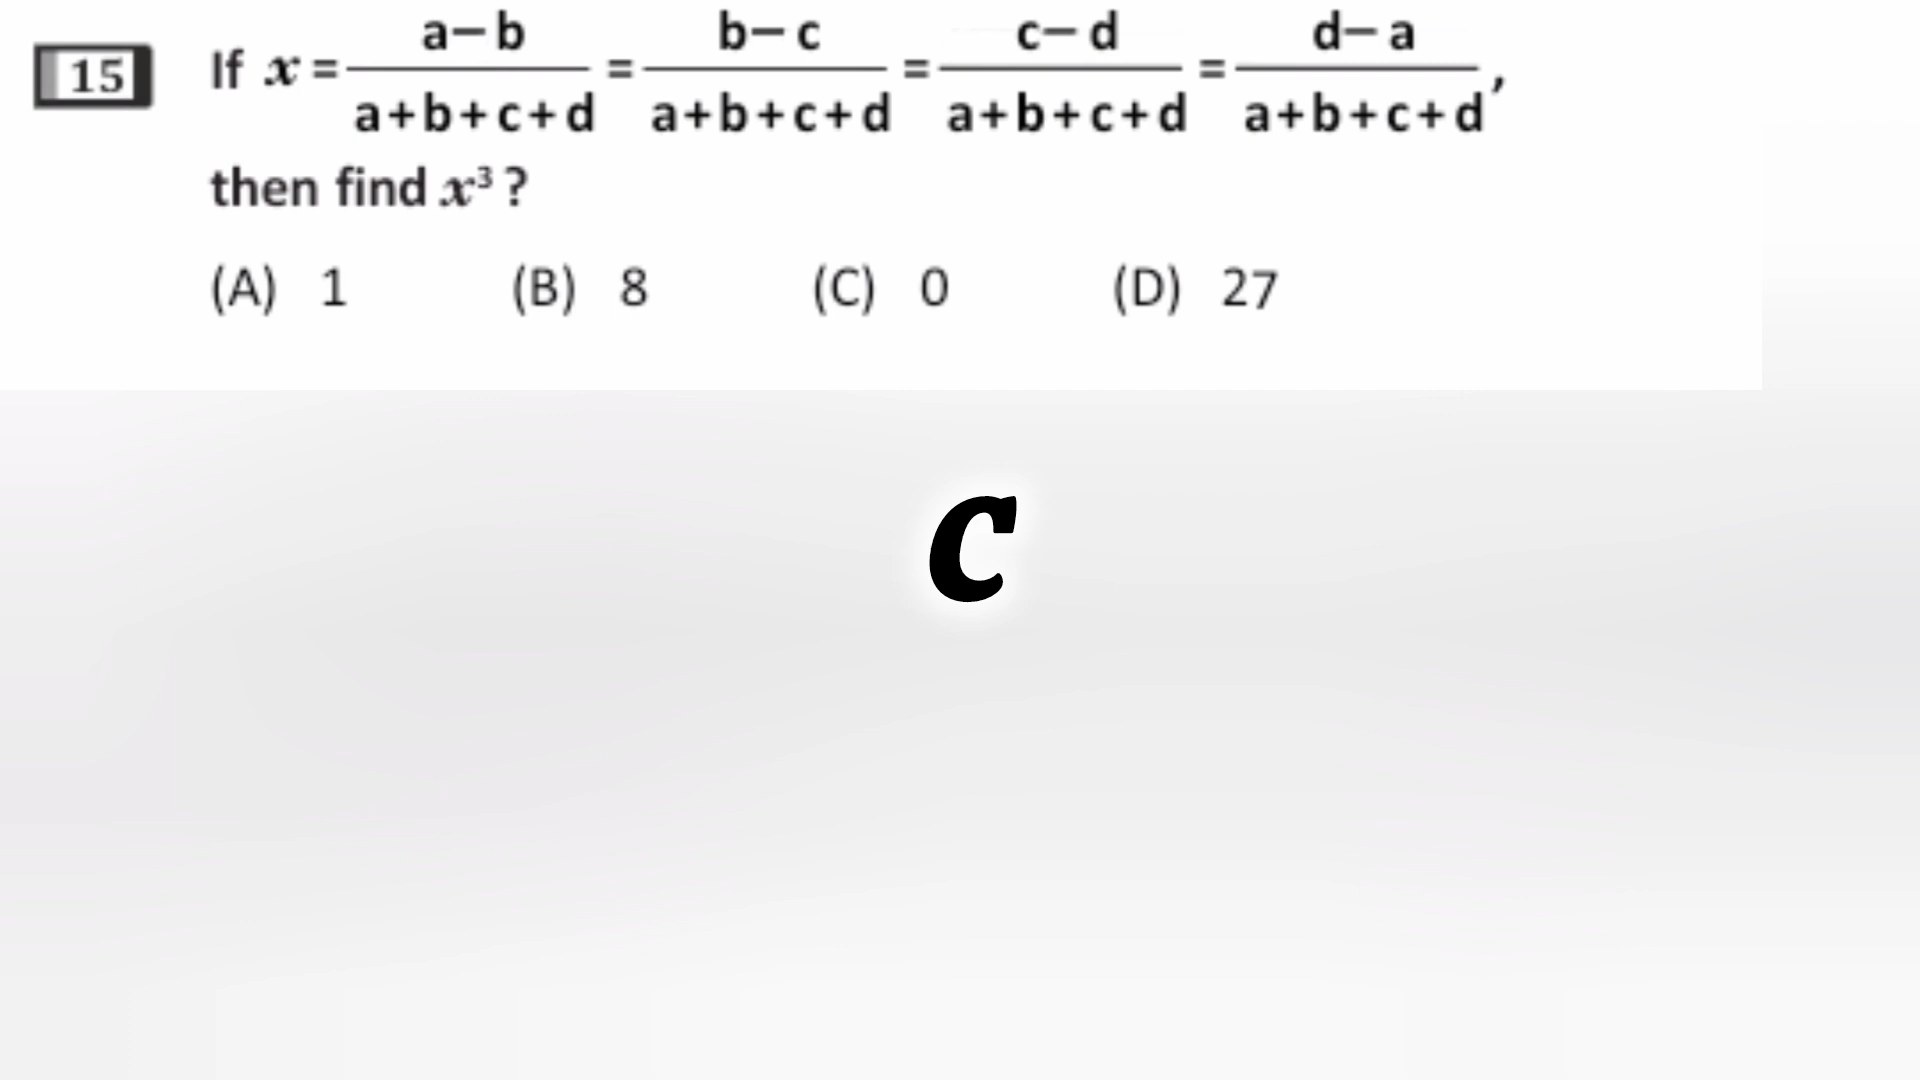 15 If x = a−b / a+b+c+d = b−c / a+b+c+d = c−d / a+b+c+d = d−a / a+b+c+d ,
then find x³ ?
(A) 1 (B) 8 (C) 0 (D) 27
C